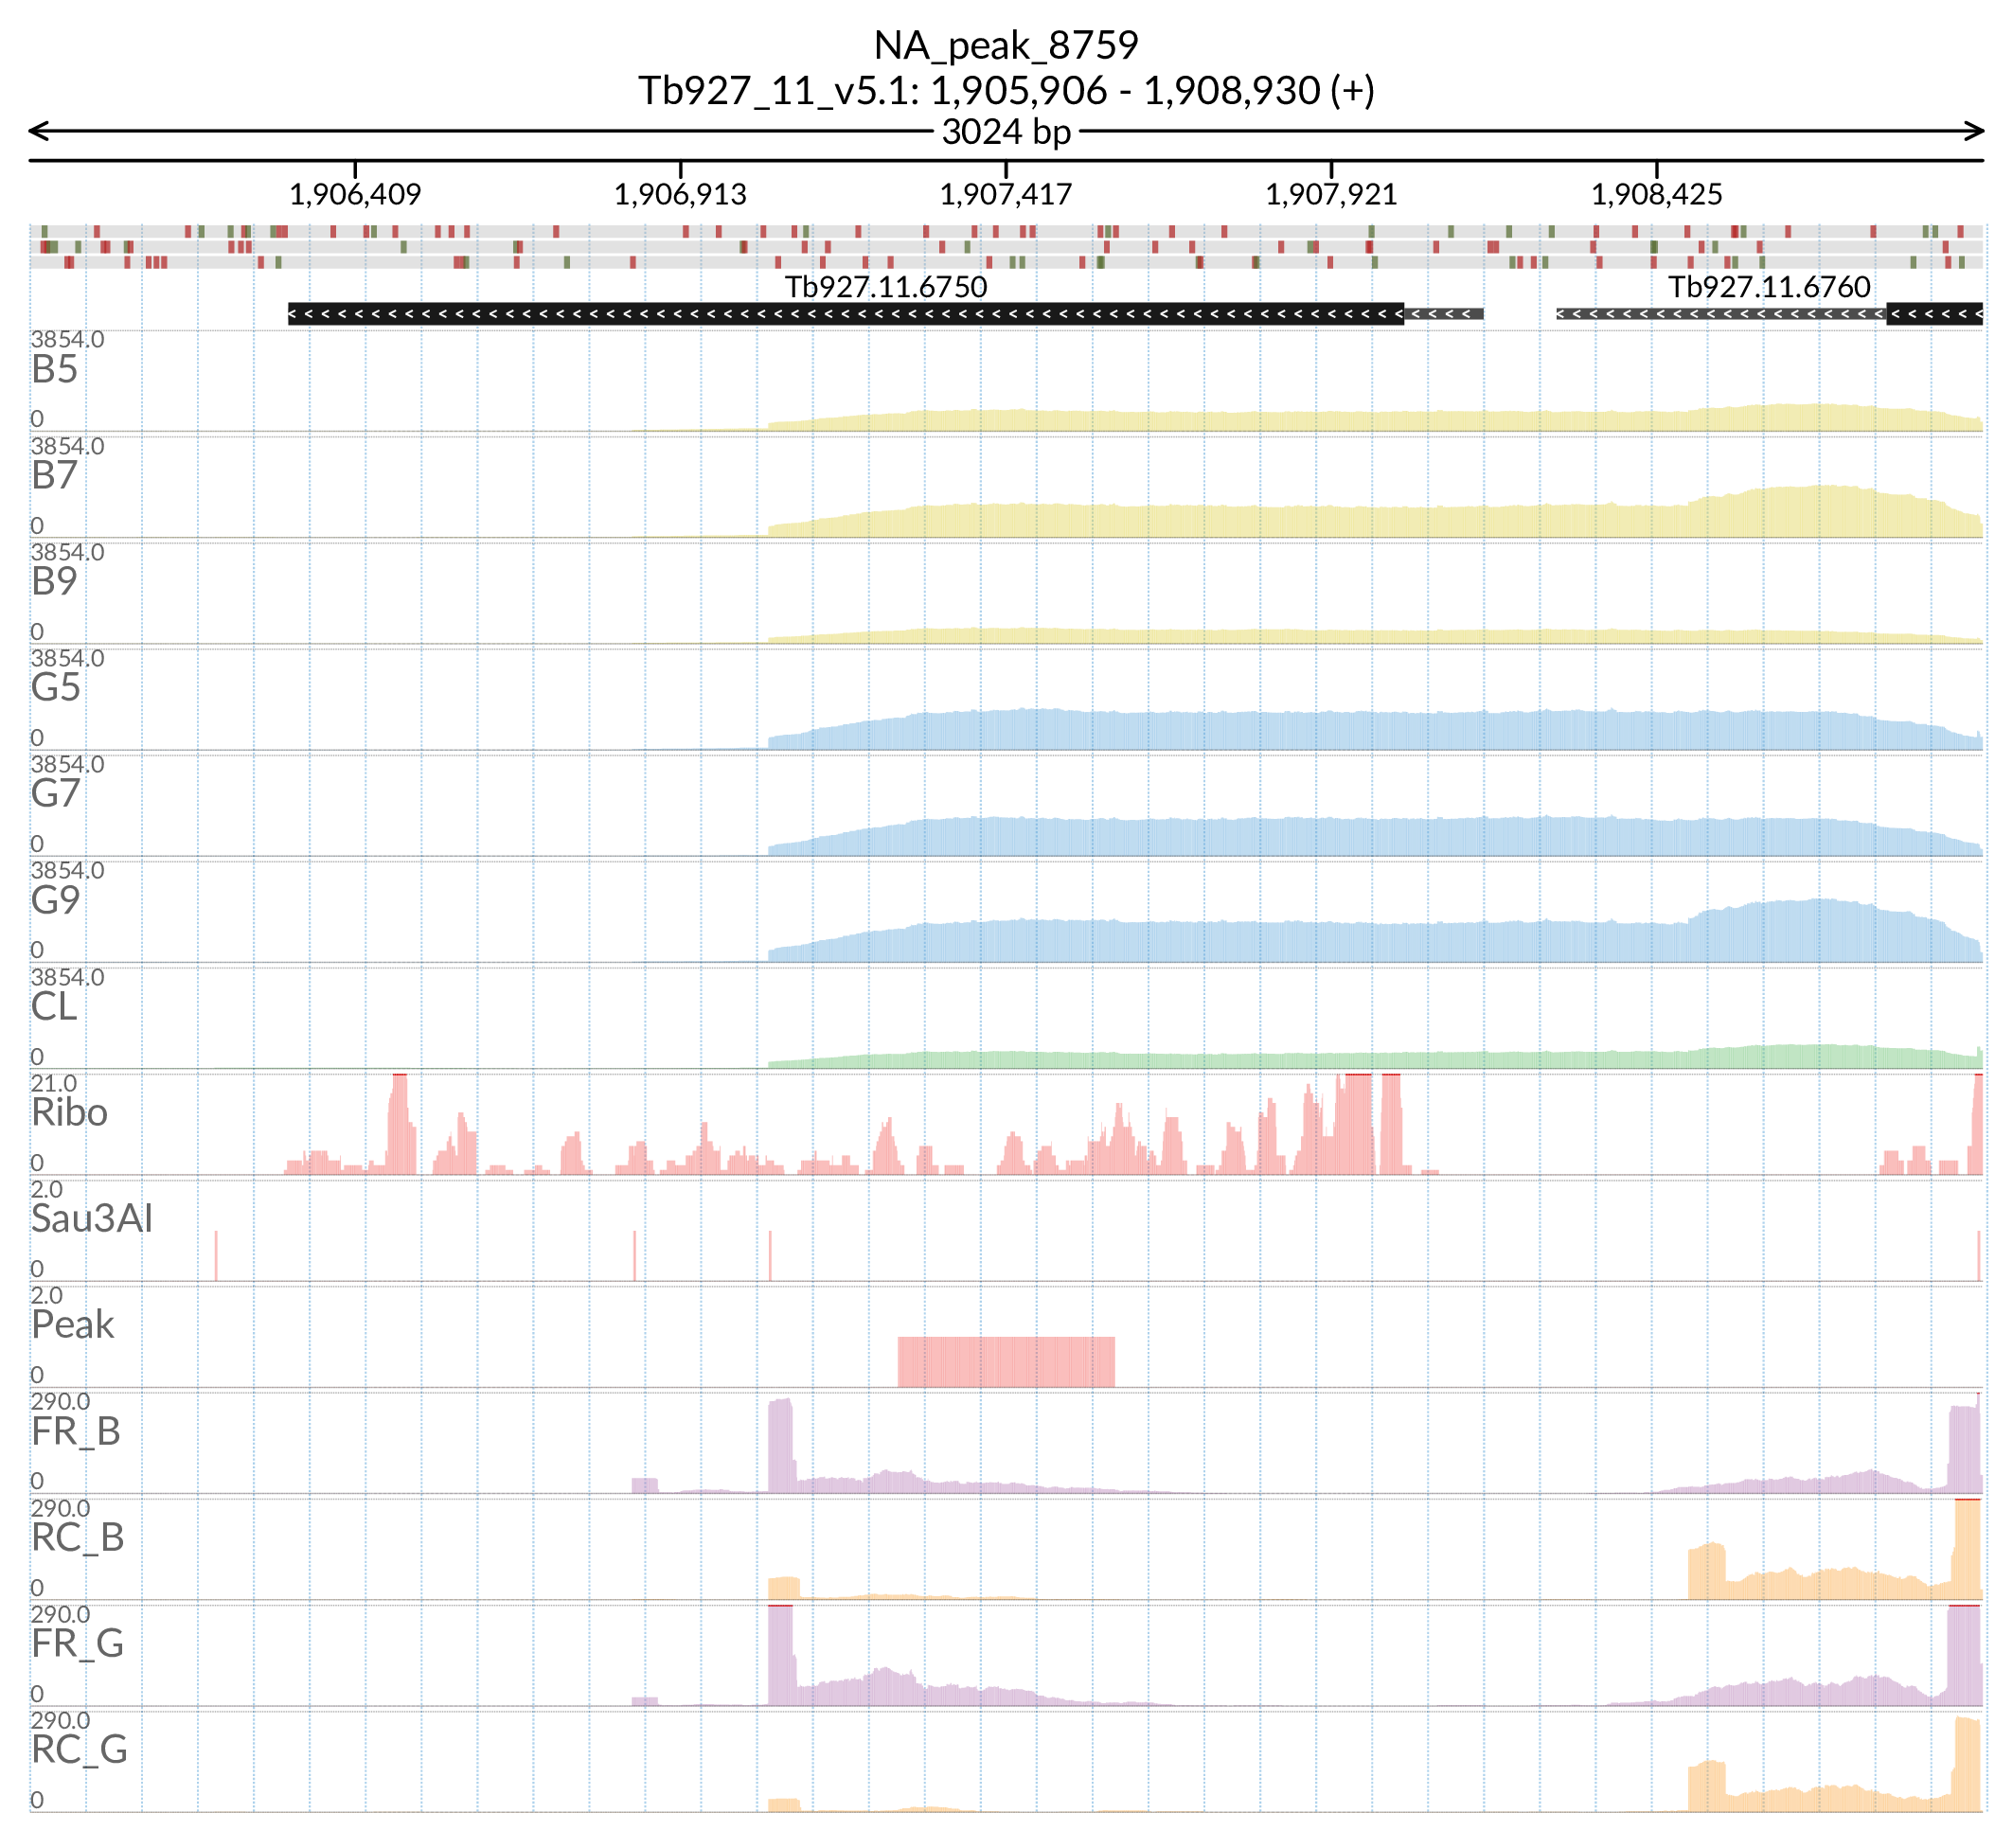 NA_peak_8759
Tb927_11_v5.1: 1,905,906 - 1,908,930 (+)
3024 bp
1,906,409 1,906,913 1,907,417 1,907,921 1,908,425
Tb927.11.6750 Tb927.11.6760
3854.0
B5
0
3854.0
B7
0
3854.0
B9
0
3854.0
G5
0
3854.0
G7
0
3854.0
G9
0
3854.0
CL
0
21.0
Ribo
0
2.0
Sau3AI
0
2.0
Peak
0
290.0
FR_B
0
290.0
RC_B
0
290.0
FR_G
0
290.0
RC_G
0